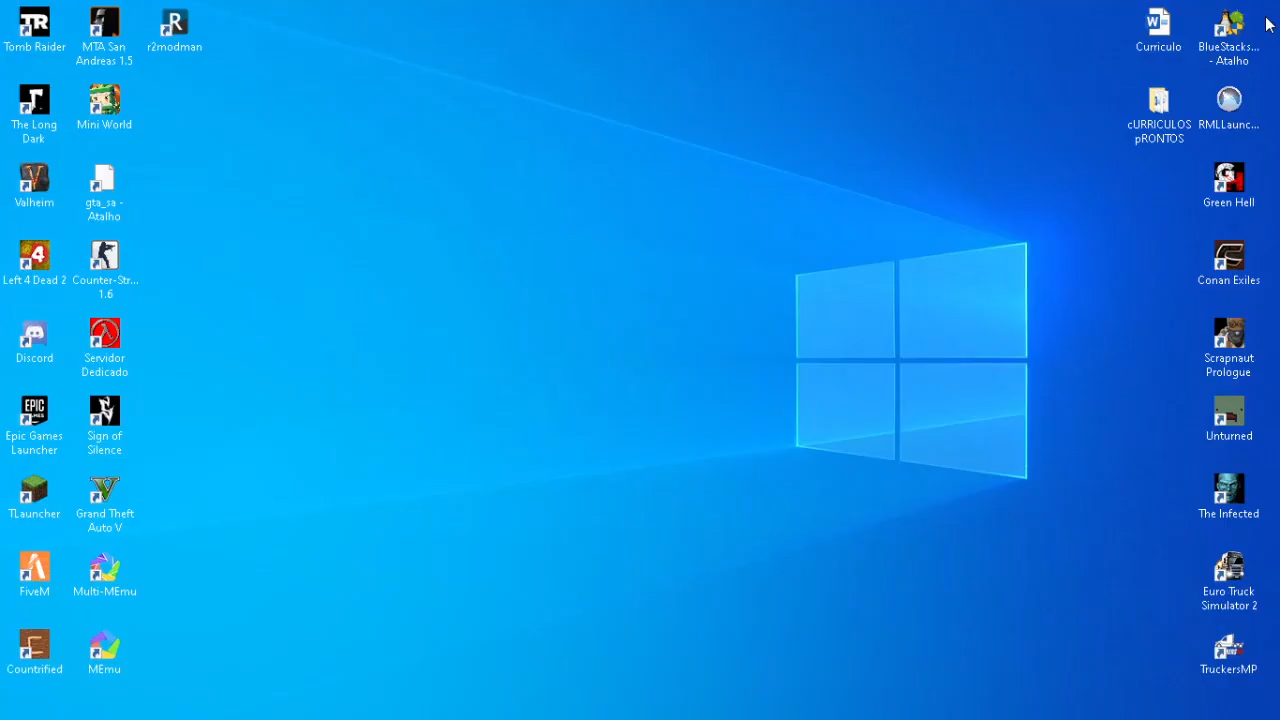 Tomb Raider
MTA San
Andreas 1.5
r2modman
Curriculo
BlueStacks...
- Atalho
The Long
Dark
Mini World
cURRICULOS
pRONTOS
RMLLaunc...
Valheim
gta_sa -
Atalho
Green Hell
Left 4 Dead 2
Counter-Str...
1.6
Conan Exiles
Discord
Servidor
Dedicado
Scrapnaut
Prologue
EPIC
GAMES
Epic Games
Launcher
Sign of
Silence
Unturned
TLauncher
Grand Theft
Auto V
The Infected
FiveM
Multi-MEmu
Euro Truck
Simulator 2
Countrified
MEmu
TruckersMP